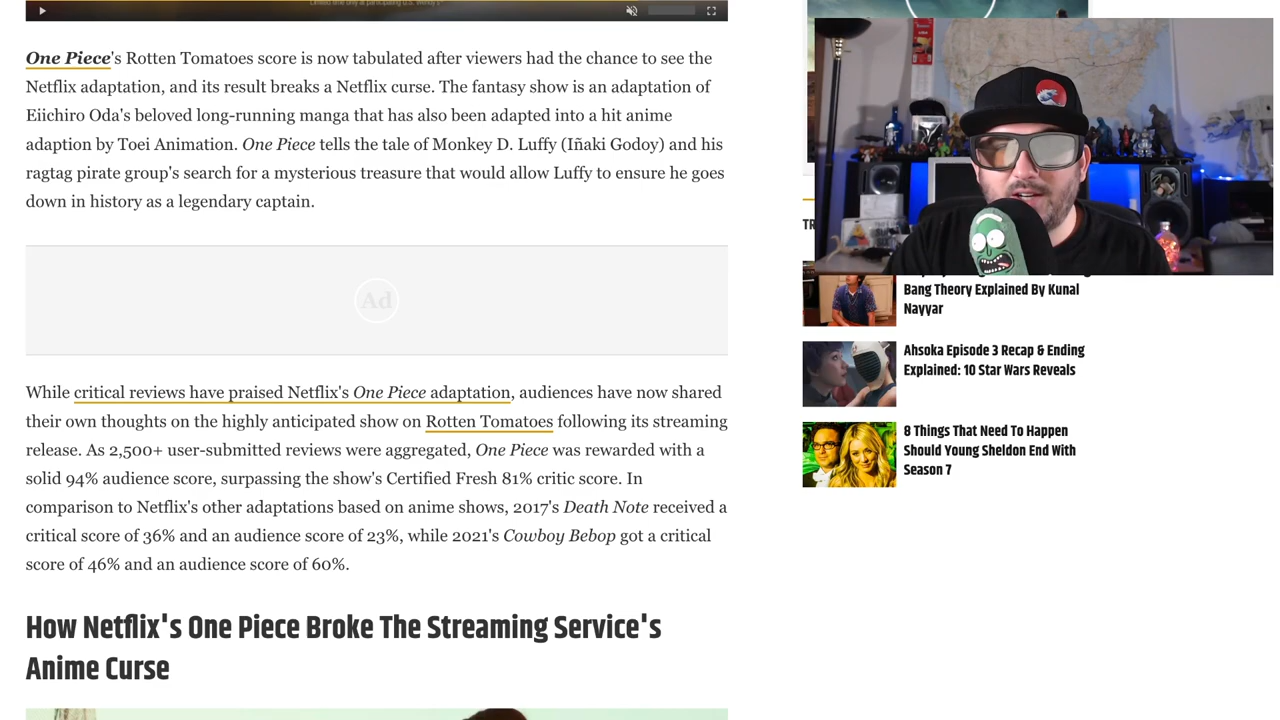 One Piece's Rotten Tomatoes score is now tabulated after viewers had the chance to see the
Netflix adaptation, and its result breaks a Netflix curse. The fantasy show is an adaptation of
Eiichiro Oda's beloved long-running manga that has also been adapted into a hit anime
adaption by Toei Animation. One Piece tells the tale of Monkey D. Luffy (Iñaki Godoy) and his
ragtag pirate group's search for a mysterious treasure that would allow Luffy to ensure he goes
down in history as a legendary captain.
Ad
While critical reviews have praised Netflix's One Piece adaptation, audiences have now shared
their own thoughts on the highly anticipated show on Rotten Tomatoes following its streaming
release. As 2,500+ user-submitted reviews were aggregated, One Piece was rewarded with a
solid 94% audience score, surpassing the show's Certified Fresh 81% critic score. In
comparison to Netflix's other adaptations based on anime shows, 2017's Death Note received a
critical score of 36% and an audience score of 23%, while 2021's Cowboy Bebop got a critical
score of 46% and an audience score of 60%.
How Netflix's One Piece Broke The Streaming Service's
Anime Curse
TR
Bang Theory Explained By Kunal
Nayyar
Ahsoka Episode 3 Recap & Ending
Explained: 10 Star Wars Reveals
8 Things That Need To Happen
Should Young Sheldon End With
Season 7